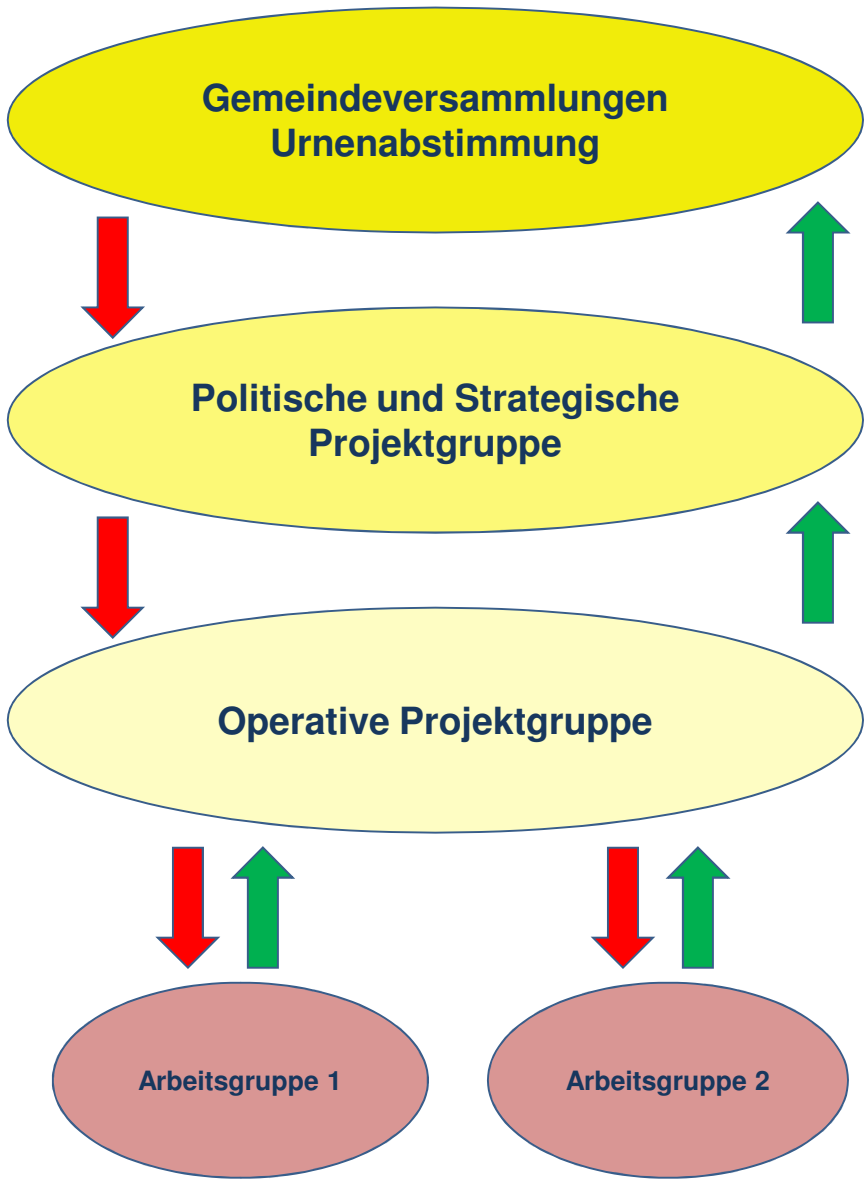 Gemeindeversammlungen
Urnenabstimmung
Politische und Strategische
Projektgruppe
Operative Projektgruppe
Arbeitsgruppe 1
Arbeitsgruppe 2